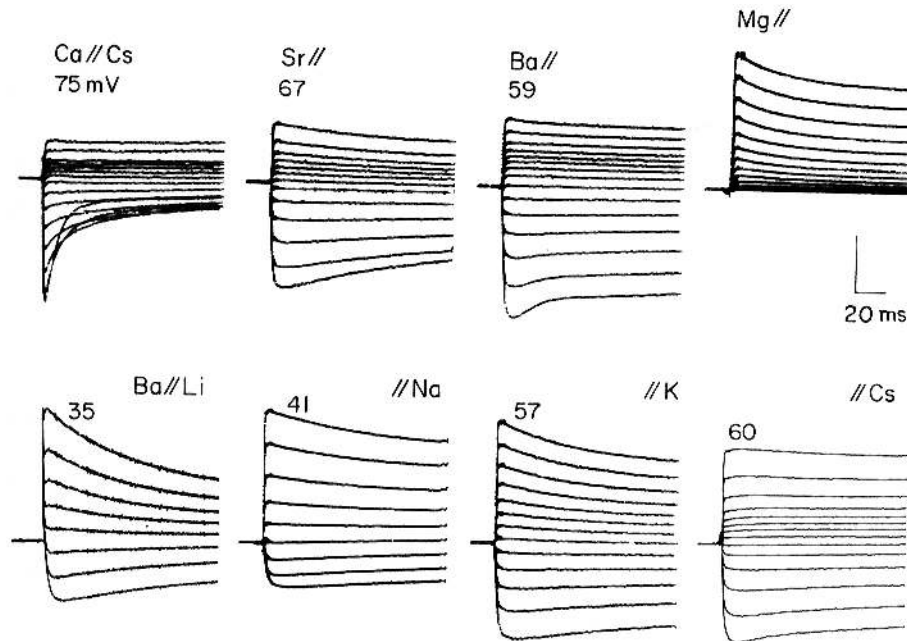 Ca//Cs
75 mV
Sr//
67
Ba//
59
Mg//
20 ms
Ba//Li
35
//Na
41
//K
57
//Cs
60